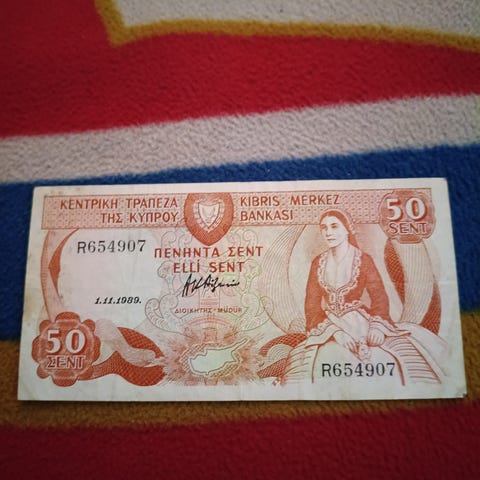 ΚΕΝΤΡΙΚΗ ΤΡΑΠΕΖΑ
ΤΗΣ ΚΥΠΡΟΥ
KIBRIS MERKEZ
BANKASI
50
SENT
R654907
ΠΕΝΗΝΤΑ ΣΕΝΤ
ELLİ SENT
1.11.1989.
ΔΙΟΙΚΗΤΗΣ - MÜDÜR
50
ΣΕΝΤ
R654907